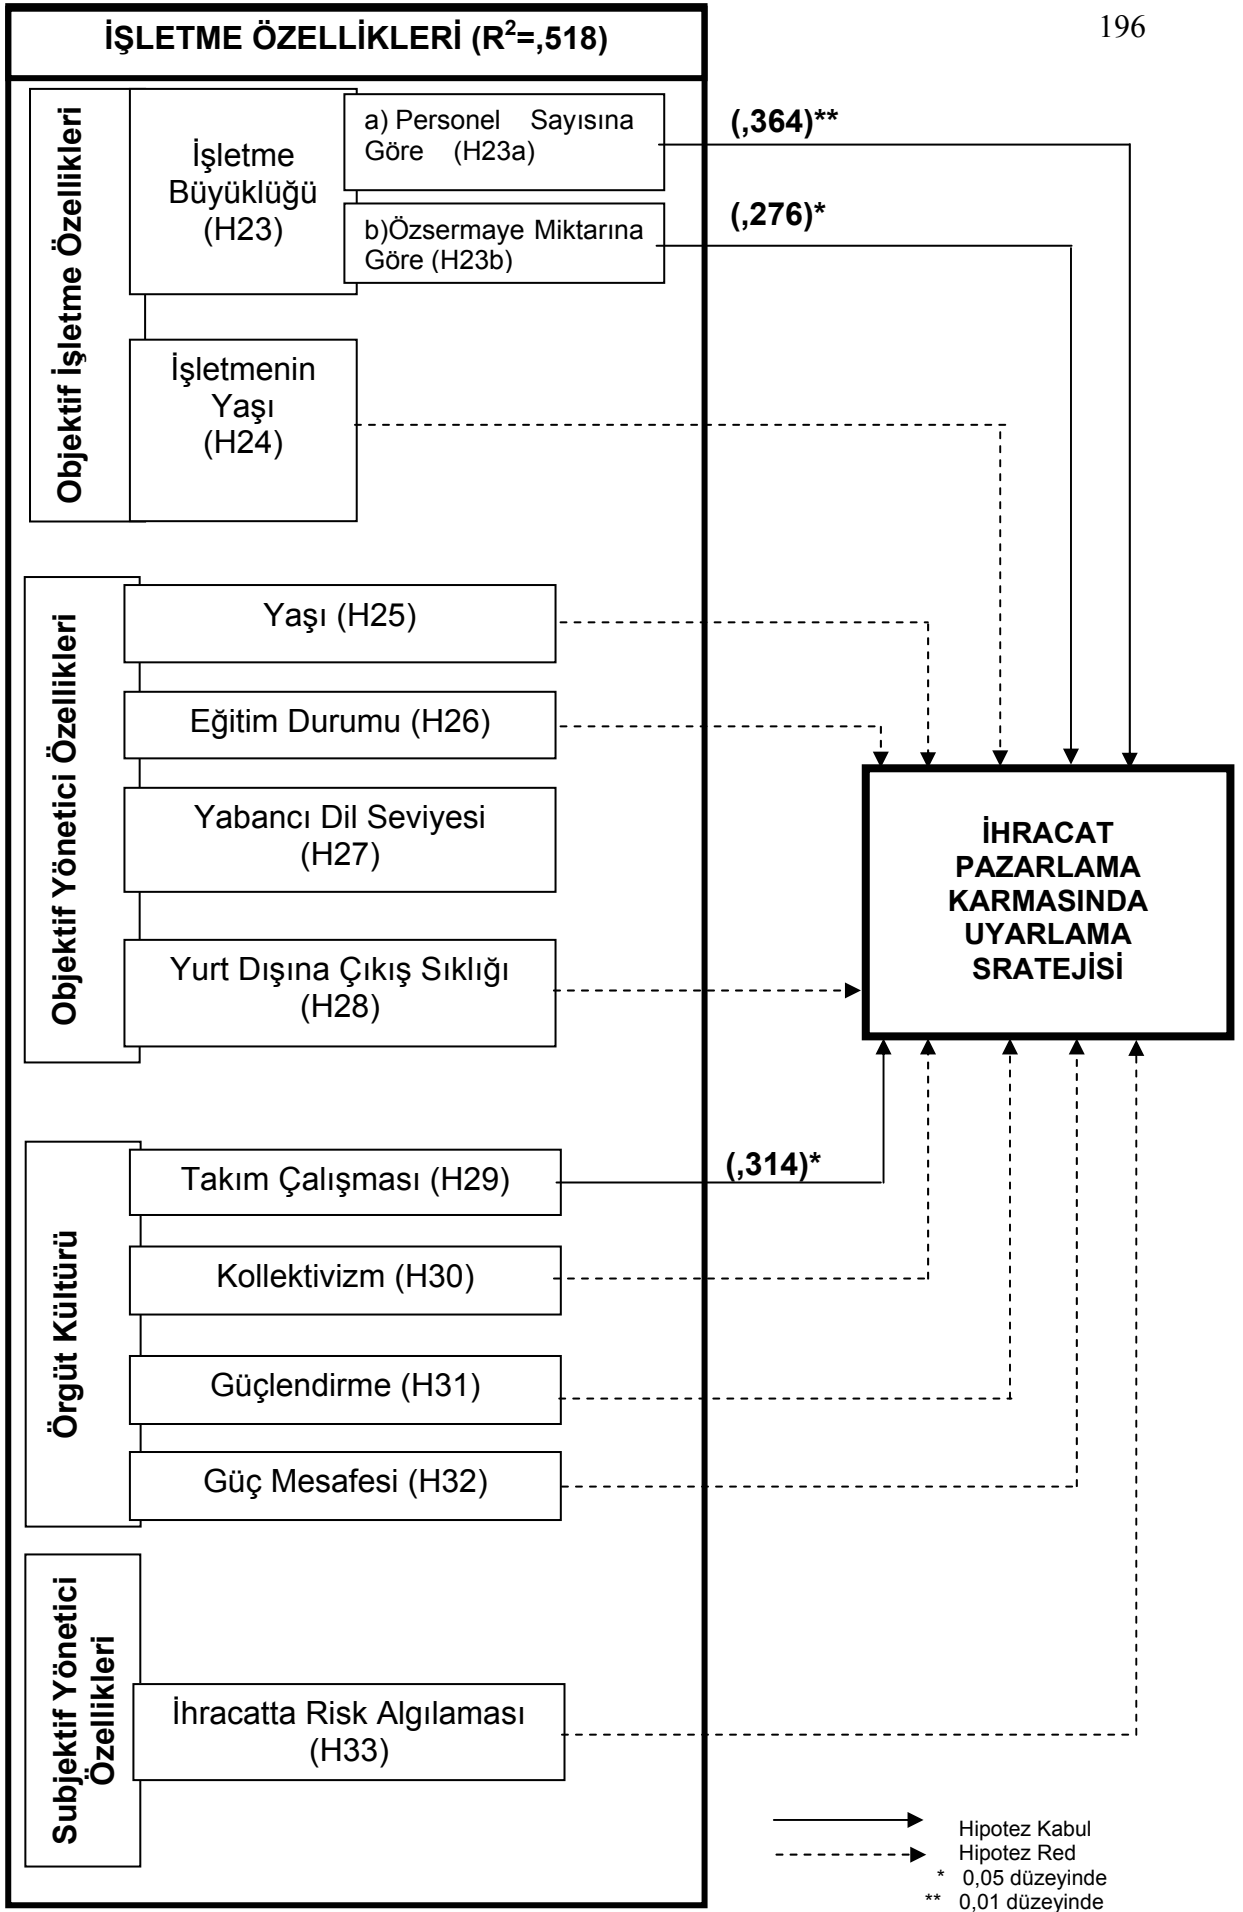 196
İŞLETME ÖZELLİKLERİ (R²=,518)
Objektif İşletme Özellikleri
İşletme
Büyüklüğü
(H23)
a) Personel Sayısına
Göre (H23a)
(,364)**
b)Özsermaye Miktarına
Göre (H23b)
(,276)*
İşletmenin
Yaşı
(H24)
Objektif Yönetici Özellikleri
Yaşı (H25)
Eğitim Durumu (H26)
Yabancı Dil Seviyesi
(H27)
Yurt Dışına Çıkış Sıklığı
(H28)
İHRACAT
PAZARLAMA
KARMASINDA
UYARLAMA
SRATEJİSİ
Örgüt Kültürü
Takım Çalışması (H29)
(,314)*
Kollektivizm (H30)
Güçlendirme (H31)
Güç Mesafesi (H32)
Subjektif Yönetici
Özellikleri
İhracatta Risk Algılaması
(H33)
Hipotez Kabul
Hipotez Red
* 0,05 düzeyinde
** 0,01 düzeyinde